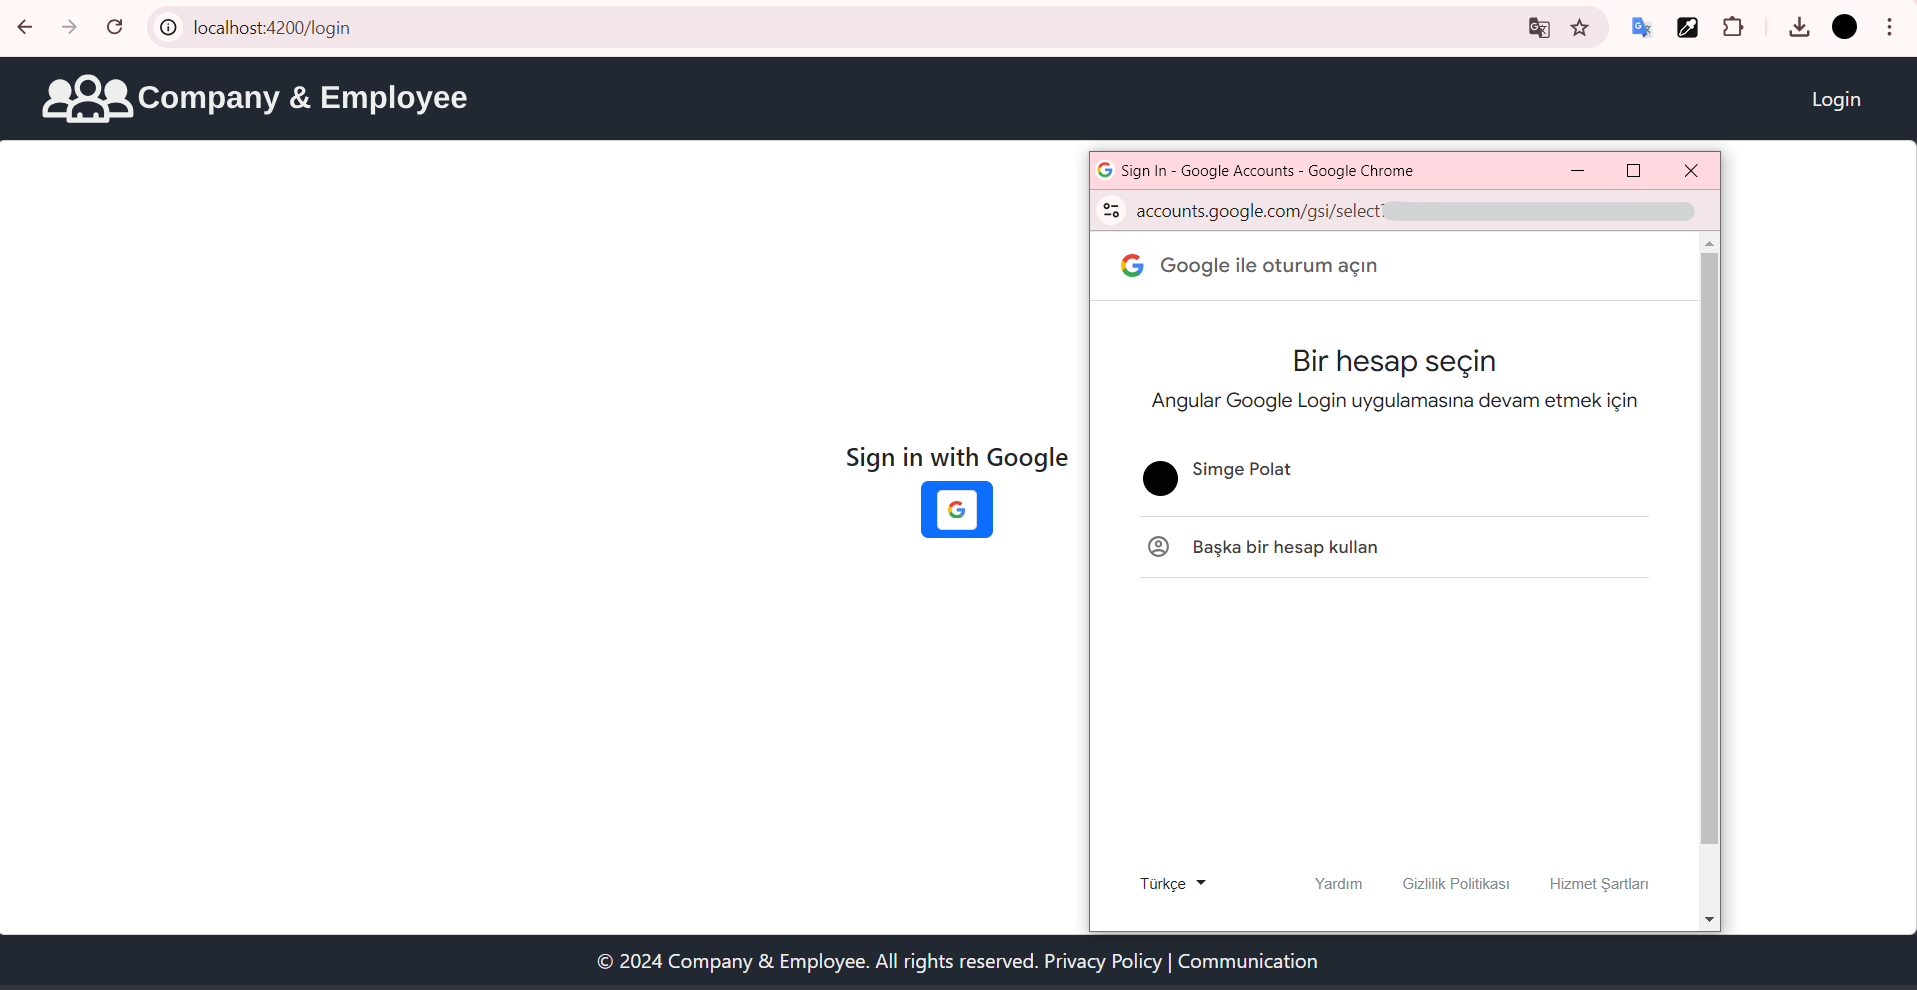 localhost:4200/login
Company & Employee
Login
Sign In - Google Accounts - Google Chrome
accounts.google.com/gsi/select?
Google ile oturum açın
Bir hesap seçin
Angular Google Login uygulamasına devam etmek için
Simge Polat
Başka bir hesap kullan
Türkçe Yardım Gizlilik Politikası Hizmet Şartları
Sign in with Google
© 2024 Company & Employee. All rights reserved. Privacy Policy | Communication